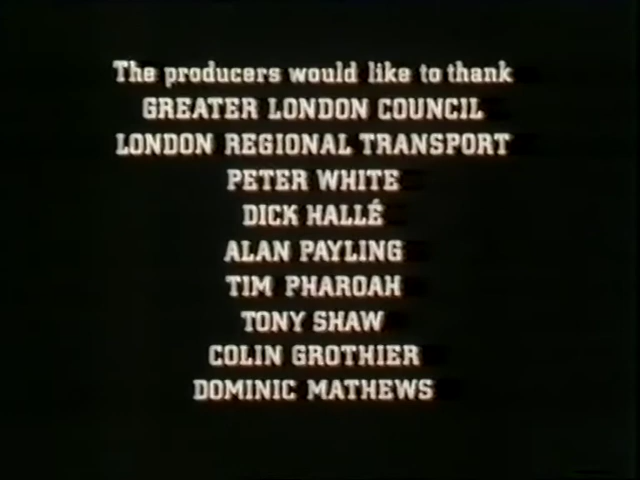 The producers would like to thank
GREATER LONDON COUNCIL
LONDON REGIONAL TRANSPORT
PETER WHITE
DICK HALLÉ
ALAN PAYLING
TIM PHAROAH
TONY SHAW
COLIN GROTHIER
DOMINIC MATHEWS